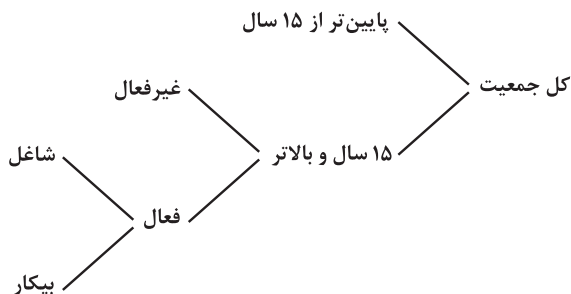 پایین‌تر از ۱۵ سال
کل جمعیت
غیرفعال
۱۵ سال و بالاتر
شاغل
فعال
بیکار